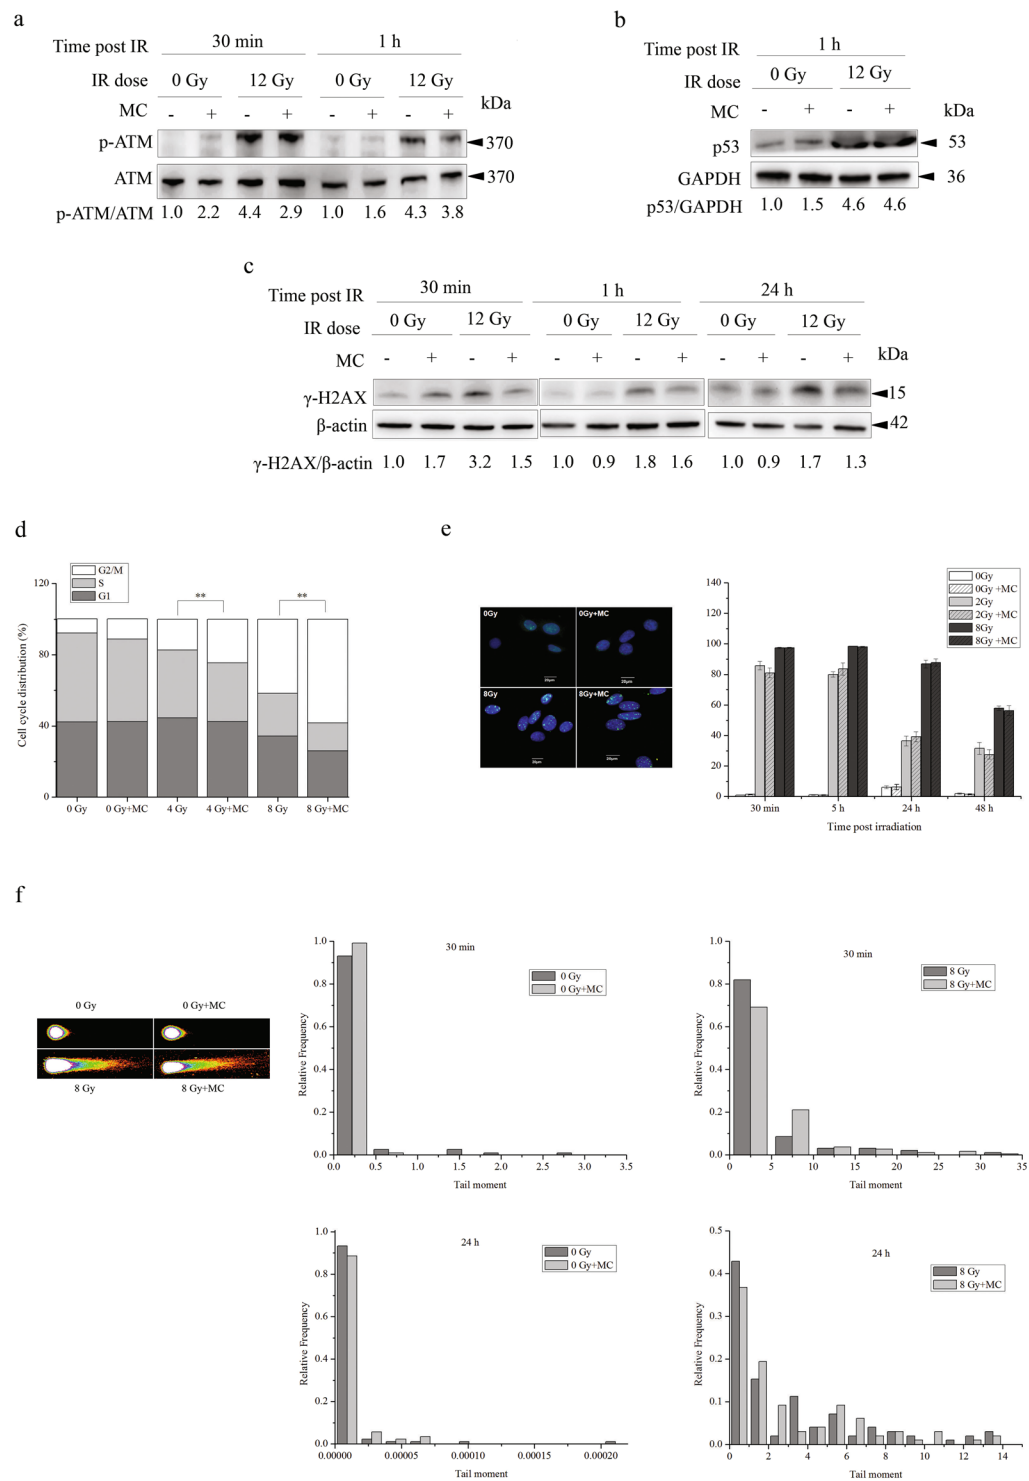 a
Time post IR 30 min 1 h
IR dose 0 Gy 12 Gy 0 Gy 12 Gy
MC - + - + - + - + kDa
p-ATM 370
ATM 370
p-ATM/ATM 1.0 2.2 4.4 2.9 1.0 1.6 4.3 3.8
b
Time post IR 1 h
IR dose 0 Gy 12 Gy
MC - + - + kDa
p53 53
GAPDH 36
p53/GAPDH 1.0 1.5 4.6 4.6
c
Time post IR 30 min 1 h 24 h
IR dose 0 Gy 12 Gy 0 Gy 12 Gy 0 Gy 12 Gy
MC - + - + - + - + - + - + kDa
γ-H2AX 15
β-actin 42
γ-H2AX/β-actin 1.0 1.7 3.2 1.5 1.0 0.9 1.8 1.6 1.0 0.9 1.7 1.3
d
G2/M
S
G1
120
80
40
0
** **
Cell cycle distribution (%)
0 Gy 0 Gy+MC 4 Gy 4 Gy+MC 8 Gy 8 Gy+MC
e
0Gy 0Gy+MC
20µm 20µm
8Gy 8Gy+MC
20µm 20µm
140
120
100
80
60
40
20
0
0Gy
0Gy +MC
2Gy
2Gy +MC
8Gy
8Gy +MC
30 min 5 h 24 h 48 h
Time post irradiation
f
0 Gy 0 Gy+MC
8 Gy 8 Gy+MC
30 min
0 Gy
0 Gy+MC
1.0
0.8
0.6
0.4
0.2
0.0
Relative Frequency
0.0 0.5 1.0 1.5 2.0 2.5 3.0 3.5
Tail moment
30 min
8 Gy
8 Gy+MC
1.0
0.8
0.6
0.4
0.2
0.0
Relative Frequency
0 5 10 15 20 25 30 35
Tail moment
24 h
0 Gy
0 Gy+MC
1.0
0.8
0.6
0.4
0.2
0.0
Relative Frequency
0.00000 0.00005 0.00010 0.00015 0.00020
Tail moment
24 h
8 Gy
8 Gy+MC
0.5
0.4
0.3
0.2
0.1
0.0
Relative Frequency
0 2 4 6 8 10 12 14
Tail moment